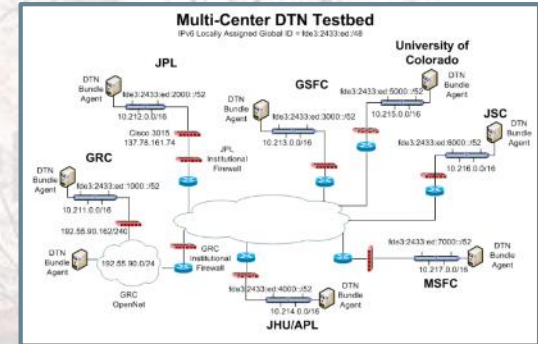 Multi-Center DTN Testbed
IPv6 Locally Assigned Global ID = fde3:2433:ed:/48
JPL
DTN
Bundle
Agent
fde3:2433:ed:2000::/52
10.212.0.0/16
Cisco 3015
137.78.161.74
JPL
Institutional
Firewall
GSFC
DTN
Bundle
Agent
fde3:2433:ed:3000::/52
10.213.0.0/16
University of
Colorado
DTN
Bundle
Agent
fde3:2433:ed:5000::/52
10.215.0.0/16
JSC
DTN
Bundle
Agent
fde3:2433:ed:6000::/52
10.216.0.0/16
GRC
DTN
Bundle
Agent
fde3:2433:ed:1000::/52
10.211.0.0/16
192.55.90.162/240
DTN
Bundle
Agent
192.55.90.0/24
GRC
OpenNet
GRC
Institutional
Firewall
fde3:2433:ed:4000::/52
10.214.0.0/16
DTN
Bundle
Agent
JHU/APL
fde3:2433:ed:7000::/52
10.217.0.0/16
DTN
Bundle
Agent
MSFC